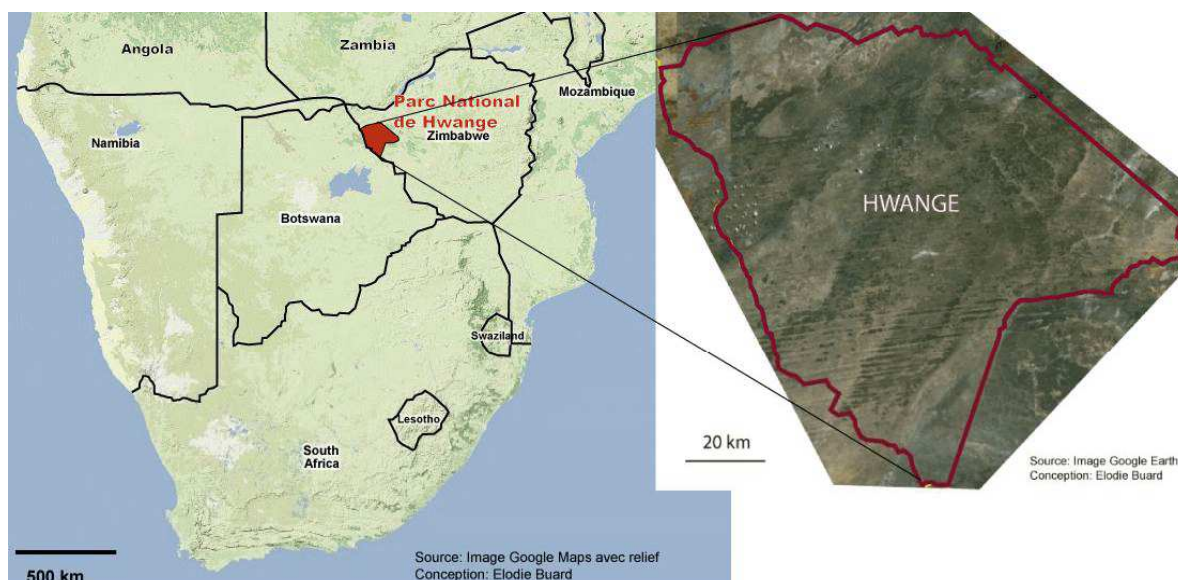 Angola
Zambia
Mozambique
Parc National
de Hwange
Zimbabwe
Namibia
Botswana
Swaziland
Lesotho
South
Africa
500 km
Source: Image Google Maps avec relief
Conception: Elodie Buard
HWANGE
20 km
Source: Image Google Earth
Conception: Elodie Buard